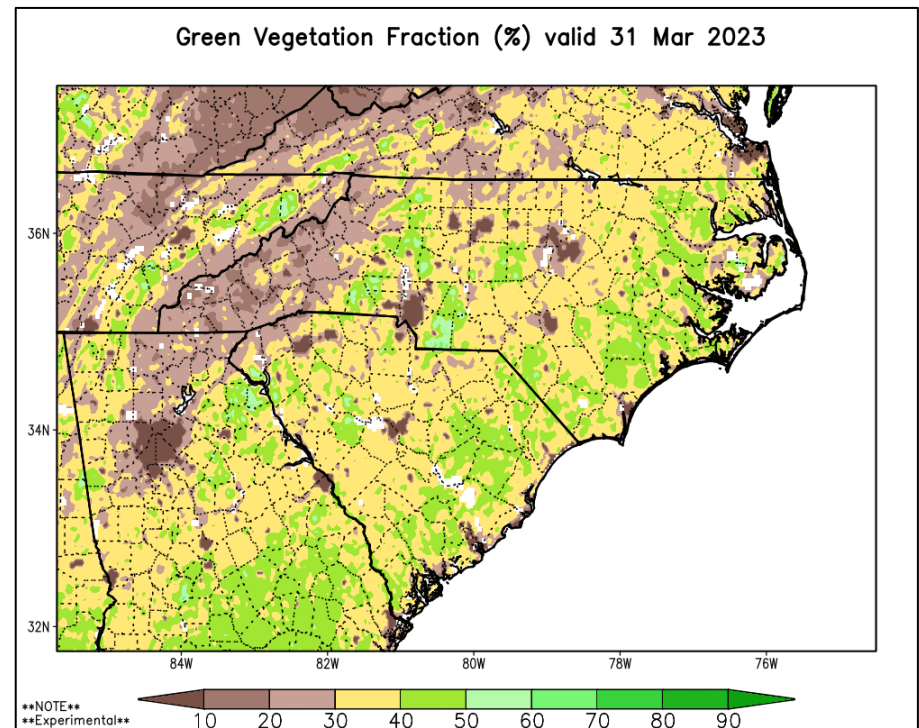 Green Vegetation Fraction (%) valid 31 Mar 2023
36N
34N
32N
84W 82W 80W 78W 76W
**NOTE**
**Experimental**
10 20 30 40 50 60 70 80 90